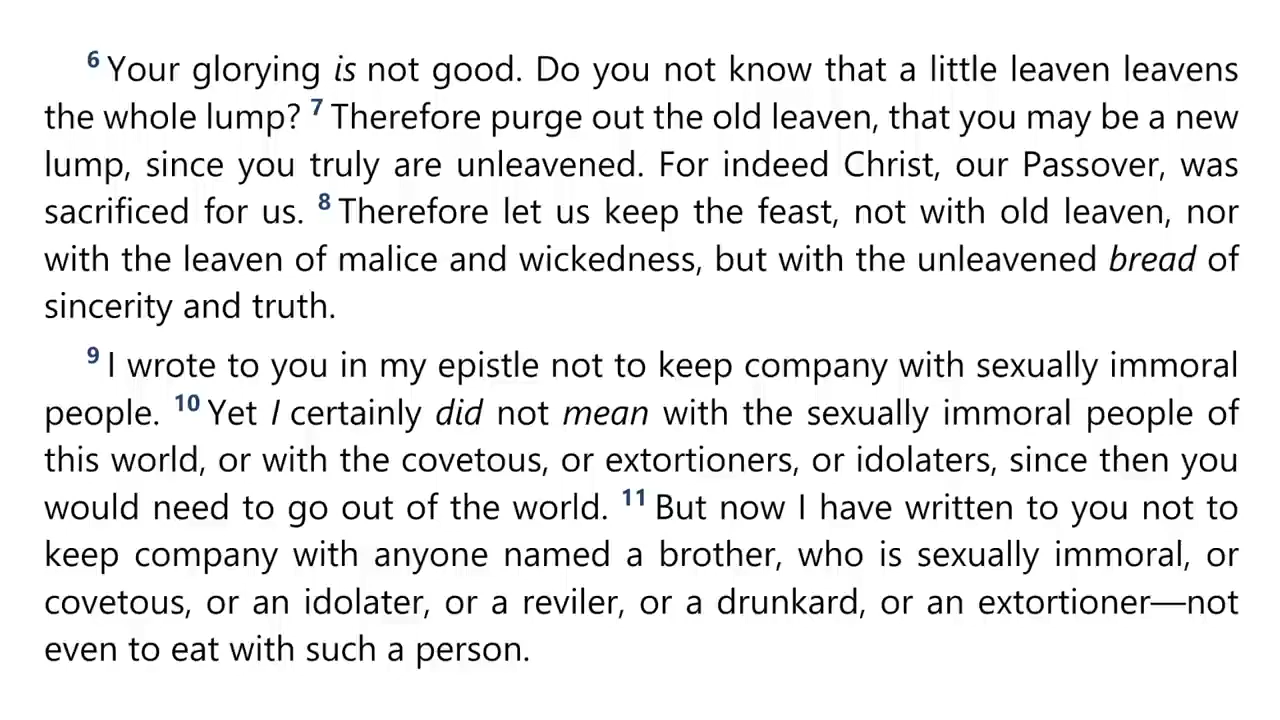 6 Your glorying is not good. Do you not know that a little leaven leavens
the whole lump? 7 Therefore purge out the old leaven, that you may be a new
lump, since you truly are unleavened. For indeed Christ, our Passover, was
sacrificed for us. 8 Therefore let us keep the feast, not with old leaven, nor
with the leaven of malice and wickedness, but with the unleavened bread of
sincerity and truth.
9 I wrote to you in my epistle not to keep company with sexually immoral
people. 10 Yet I certainly did not mean with the sexually immoral people of
this world, or with the covetous, or extortioners, or idolaters, since then you
would need to go out of the world. 11 But now I have written to you not to
keep company with anyone named a brother, who is sexually immoral, or
covetous, or an idolater, or a reviler, or a drunkard, or an extortioner—not
even to eat with such a person.